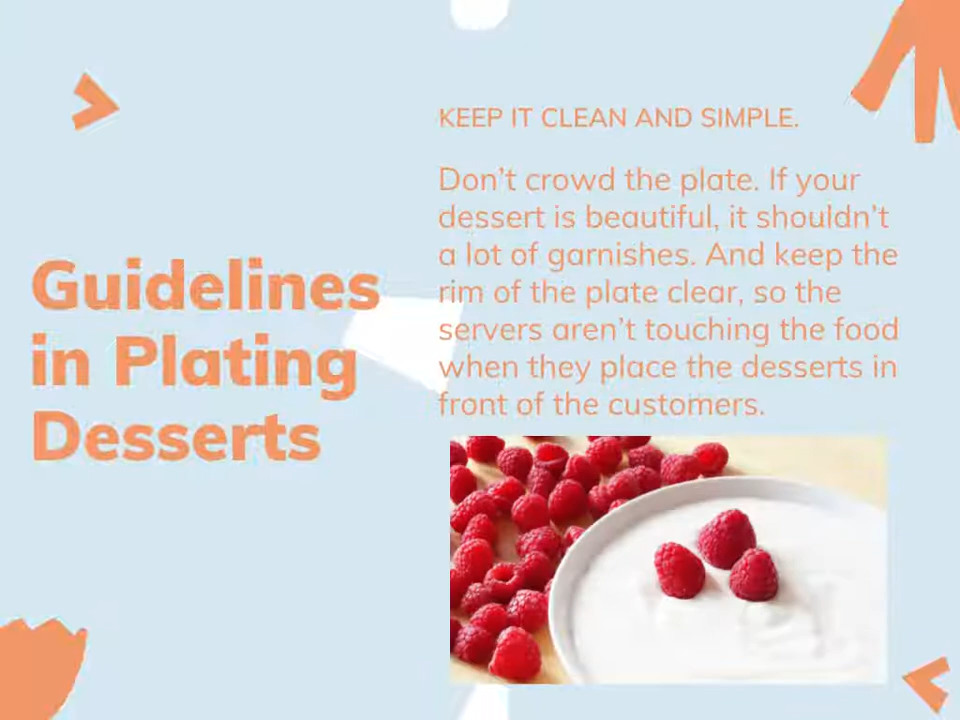 Guidelines
in Plating
Desserts
KEEP IT CLEAN AND SIMPLE.
Don't crowd the plate. If your
dessert is beautiful, it shouldn't
a lot of garnishes. And keep the
rim of the plate clear, so the
servers aren't touching the food
when they place the desserts in
front of the customers.